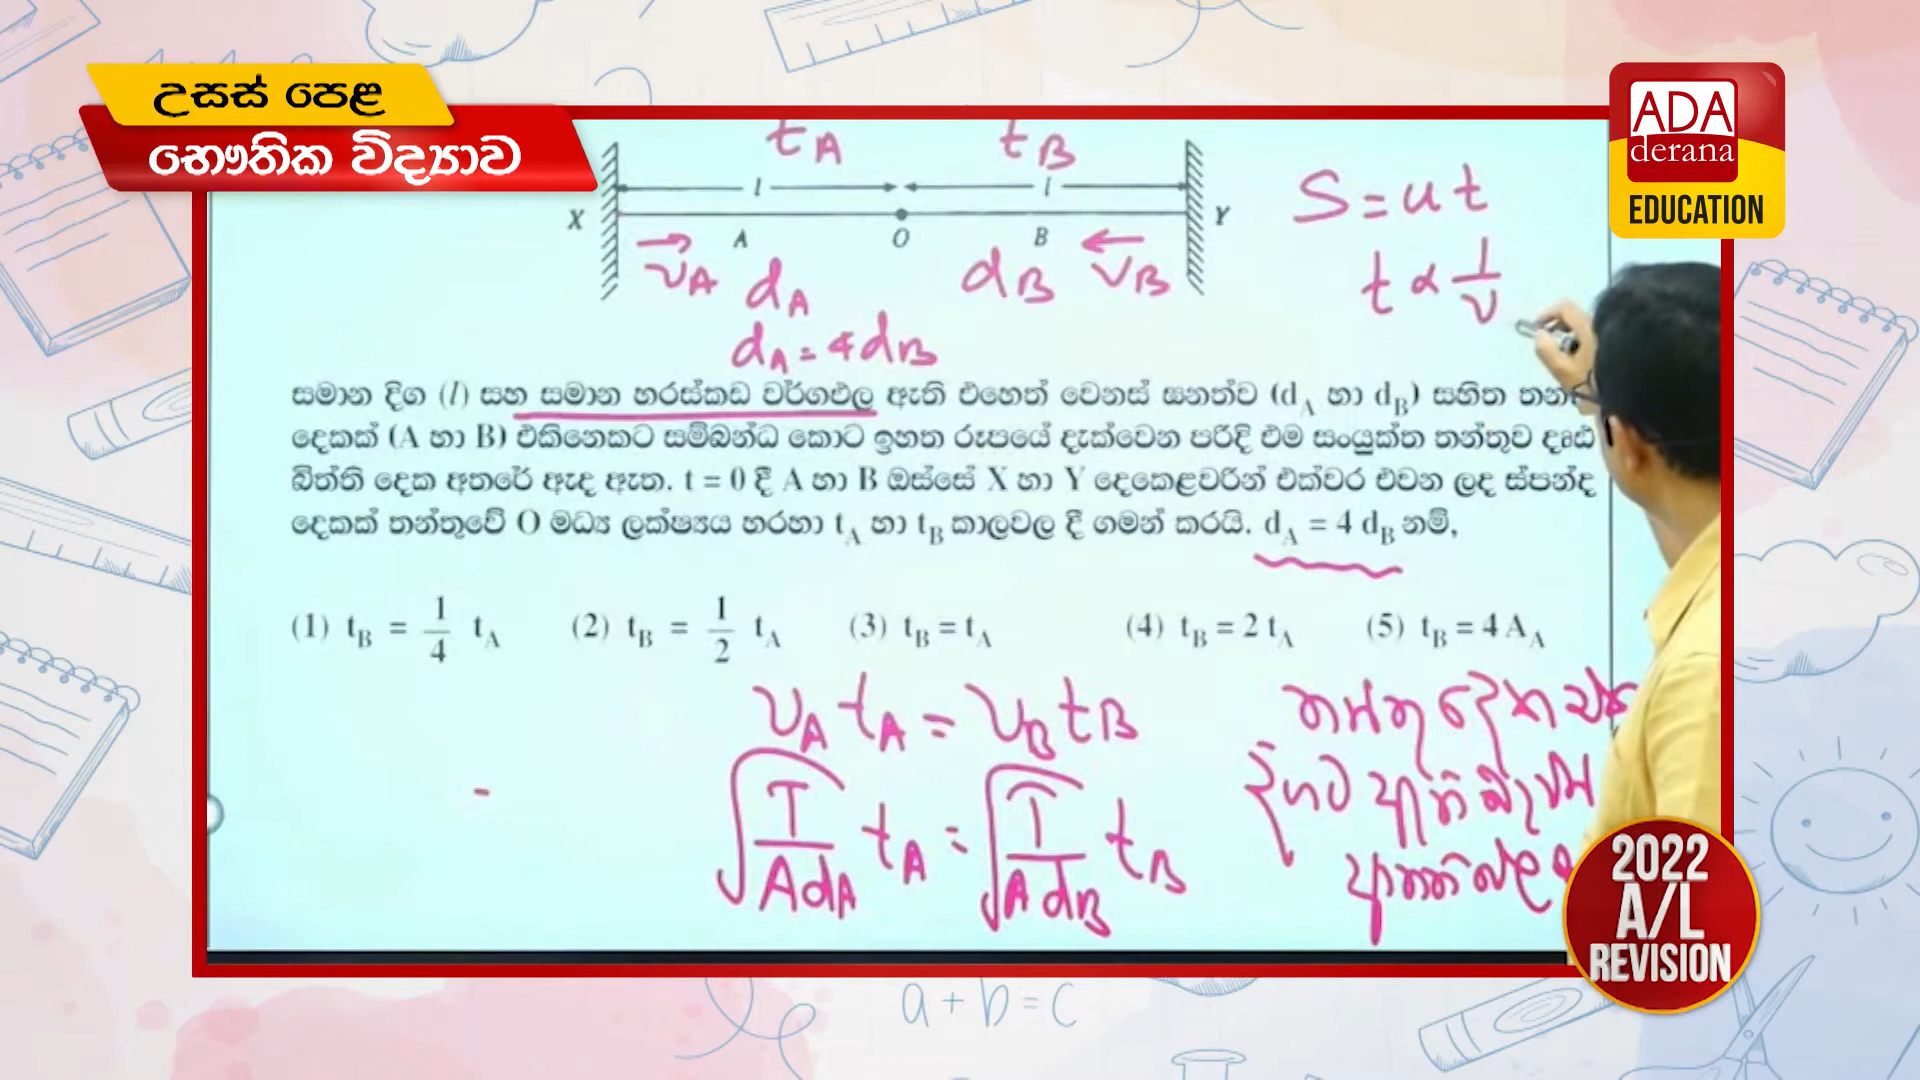 උසස් පෙළ
භෞතික විද්‍යාව
ADA
derana
EDUCATION
tA tB
l l
X A O B Y
vA dA dB vB
dA = 4dB
S = ut
t ∝ 1/v
සමාන දිග (l) සහ සමාන හරස්කඩ වර්ගඵල ඇති එහෙත් වෙනස් ඝනත්ව (dA හා dB) සහිත
දෙකක් (A හා B) එකිනෙකට සම්බන්ධ කොට ඉහත රූපයේ දැක්වෙන පරිදි එම සංයුක්ත තන්තුව දෘඪ
බිත්ති දෙක අතරේ ඇද ඇත. t = 0 දී A හා B ඔස්සේ X හා Y දෙකෙළවරින් එක්වර එවන ලද ස්පන්ද
දෙකක් තන්තුවේ O මධ්‍ය ලක්ෂ්‍යය හරහා tA හා tB කාලවල දී ගමන් කරයි. dA = 4 dB නම්,
(1) tB = 1/4 tA (2) tB = 1/2 tA (3) tB = tA (4) tB = 2 tA (5) tB = 4 AA
vA tA = vB tB
√(T/AdA) tA = √(T/AdB) tB
තන්තු දෙක
දිගට ඇති බැවින්
2022
A/L
REVISION
a + b = c